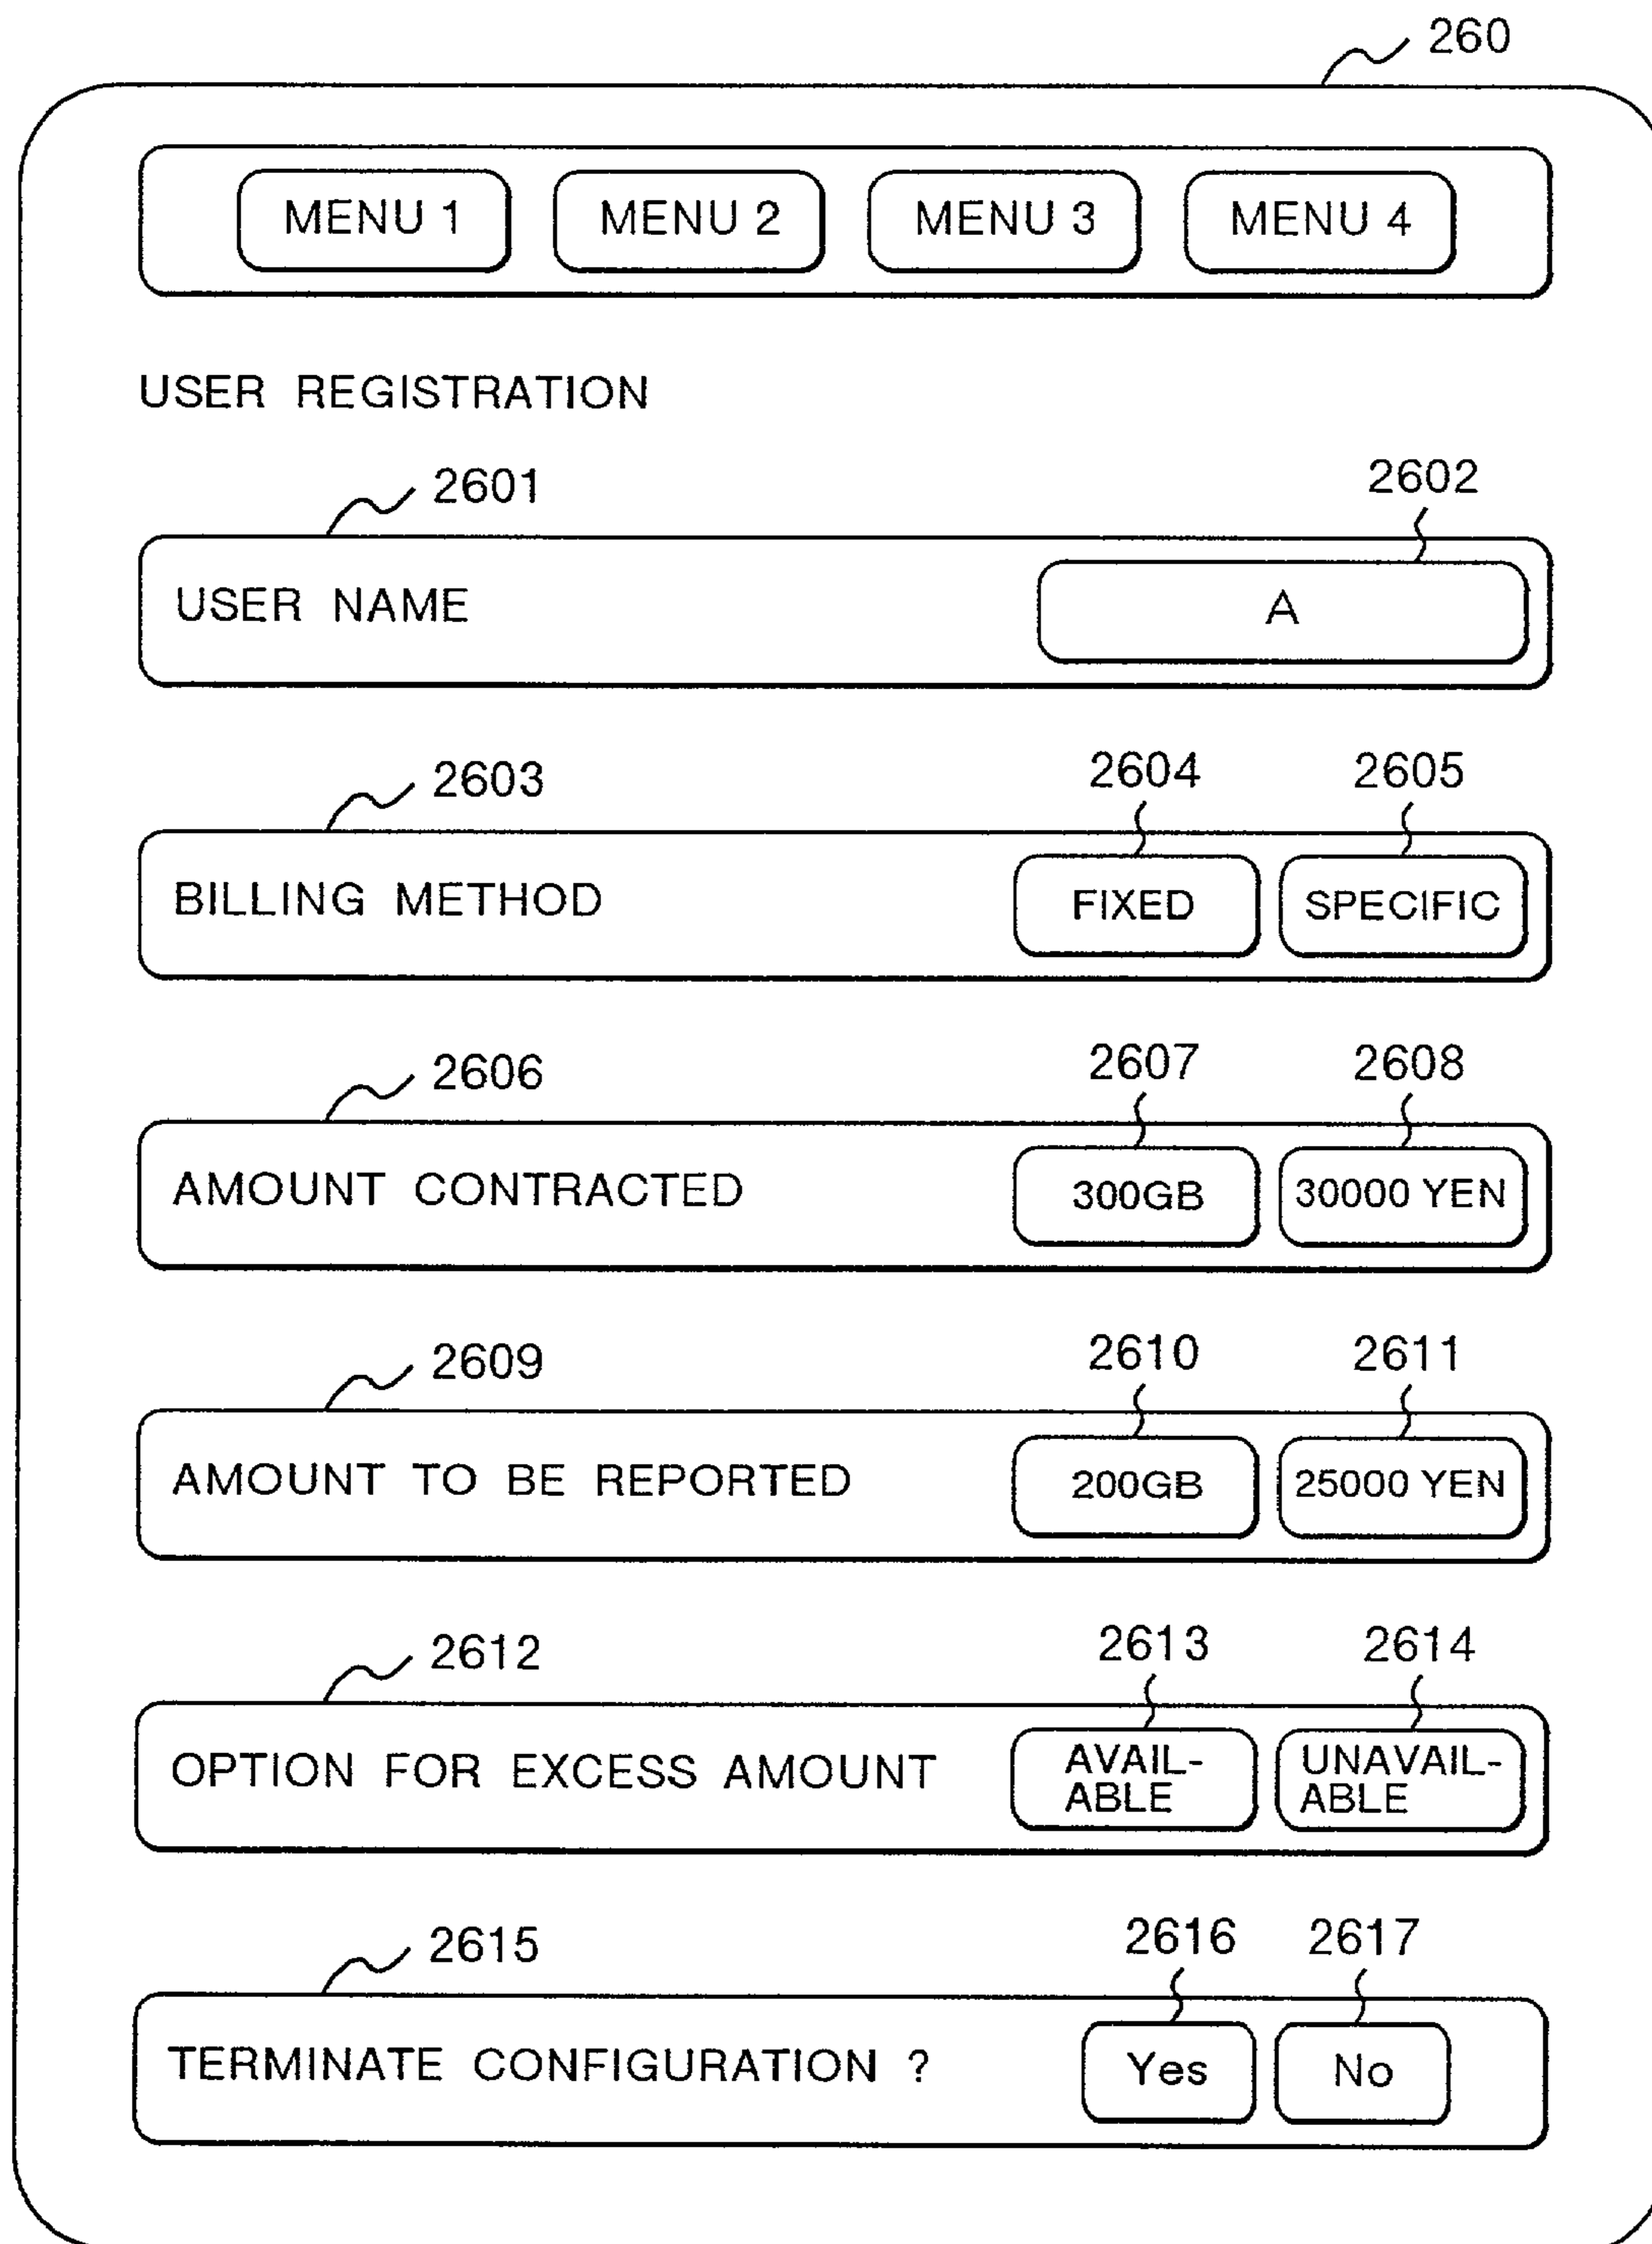 260
MENU 1 MENU 2 MENU 3 MENU 4
USER REGISTRATION
2601 2602
USER NAME A
2603 2604 2605
BILLING METHOD FIXED SPECIFIC
2606 2607 2608
AMOUNT CONTRACTED 300GB 30000 YEN
2609 2610 2611
AMOUNT TO BE REPORTED 200GB 25000 YEN
2612 2613 2614
OPTION FOR EXCESS AMOUNT AVAIL- UNAVAIL-
ABLE ABLE
2615 2616 2617
TERMINATE CONFIGURATION ? Yes No